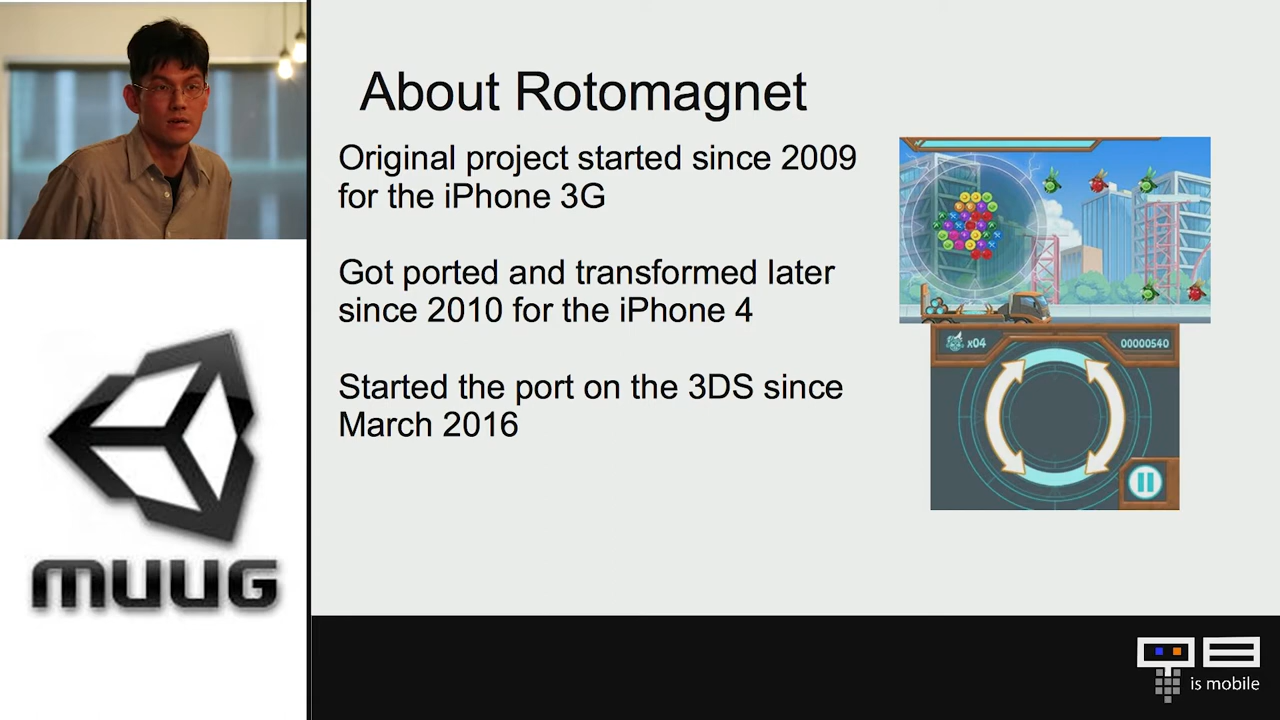 About Rotomagnet
Original project started since 2009
for the iPhone 3G
Got ported and transformed later
since 2010 for the iPhone 4
Started the port on the 3DS since
March 2016
x04
00000540
MUUG
is mobile